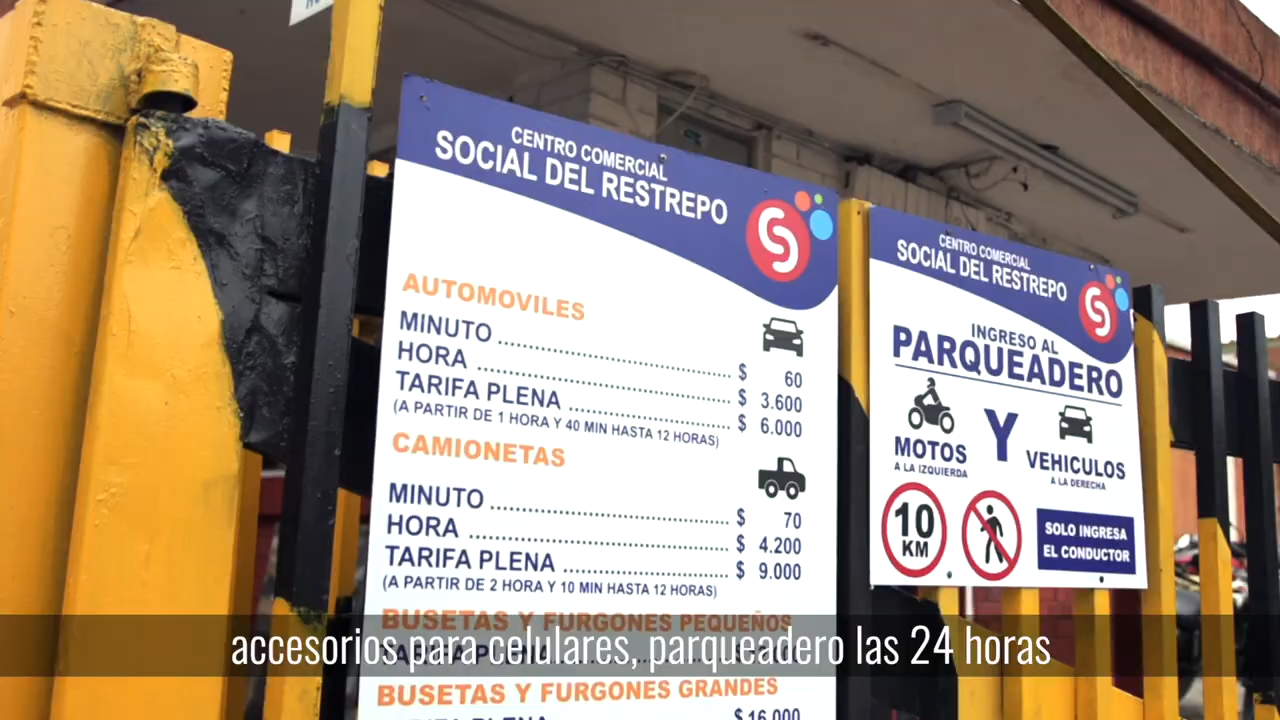 CENTRO COMERCIAL
SOCIAL DEL RESTREPO
AUTOMOVILES
MINUTO ........ $ 60
HORA ........ $ 3.600
TARIFA PLENA ........ $ 6.000
(A PARTIR DE 1 HORA Y 40 MIN HASTA 12 HORAS)
CAMIONETAS
MINUTO ........ $ 70
HORA ........ $ 4.200
TARIFA PLENA ........ $ 9.000
(A PARTIR DE 2 HORA Y 10 MIN HASTA 12 HORAS)
BUSETAS Y FURGONES PEQUEÑOS
TARIFA PLENA
BUSETAS Y FURGONES GRANDES
TARIFA PLENA $ 16.000
CENTRO COMERCIAL
SOCIAL DEL RESTREPO
INGRESO AL
PARQUEADERO
MOTOS
A LA IZQUIERDA
Y
VEHICULOS
A LA DERECHA
10
KM
SOLO INGRESA
EL CONDUCTOR
accesorios para celulares, parqueadero las 24 horas